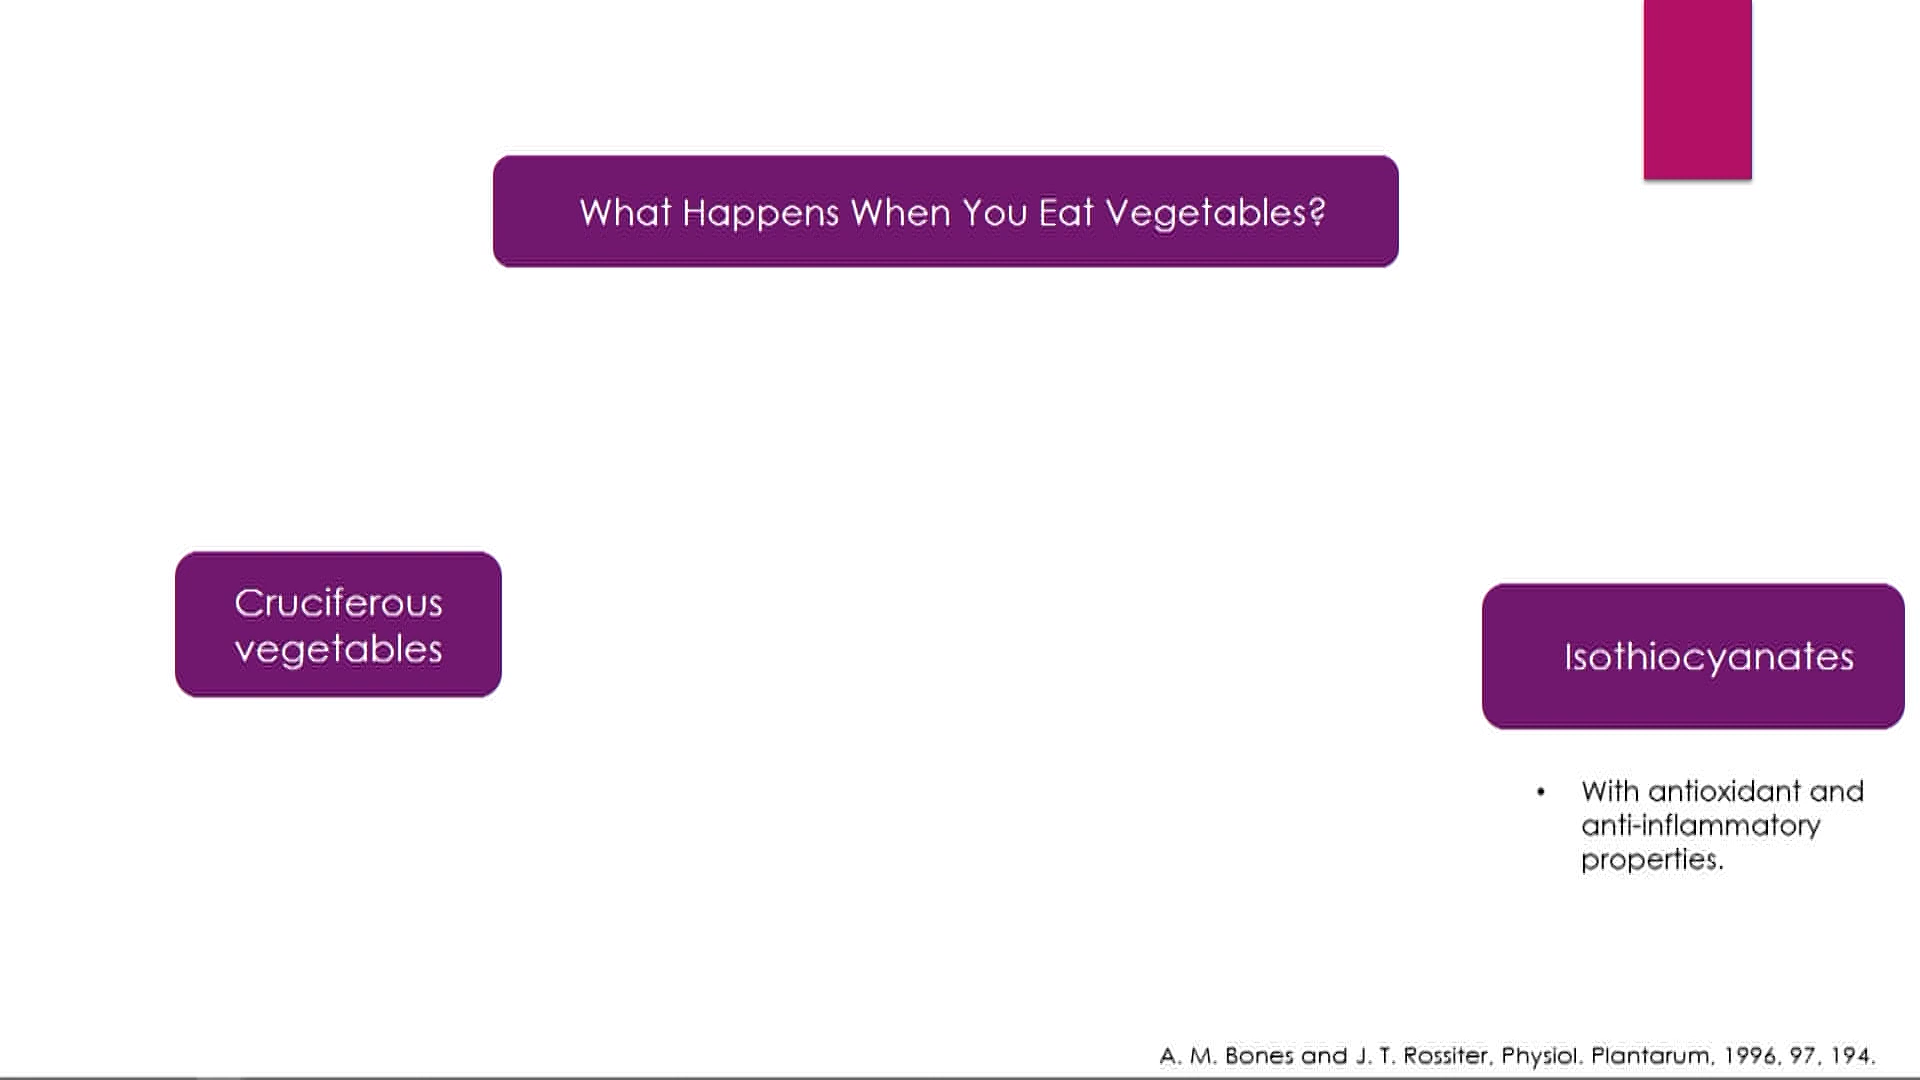 What Happens When You Eat Vegetables?
Cruciferous
vegetables
Isothiocyanates
• With antioxidant and
anti-inflammatory
properties.
A. M. Bones and J. T. Rossiter, Physiol. Plantarum, 1996, 97, 194.